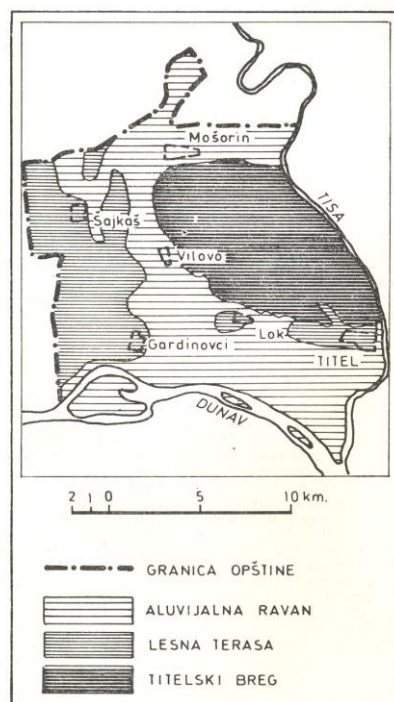 Mošorin
TISA
Šajkaš
Vilovo
Lok
Gardinovci
TITEL
DUNAV
2 1 0 5 10 km.
GRANICA OPŠTINE
ALUVIJALNA RAVAN
LESNA TERASA
TITELSKI BREG